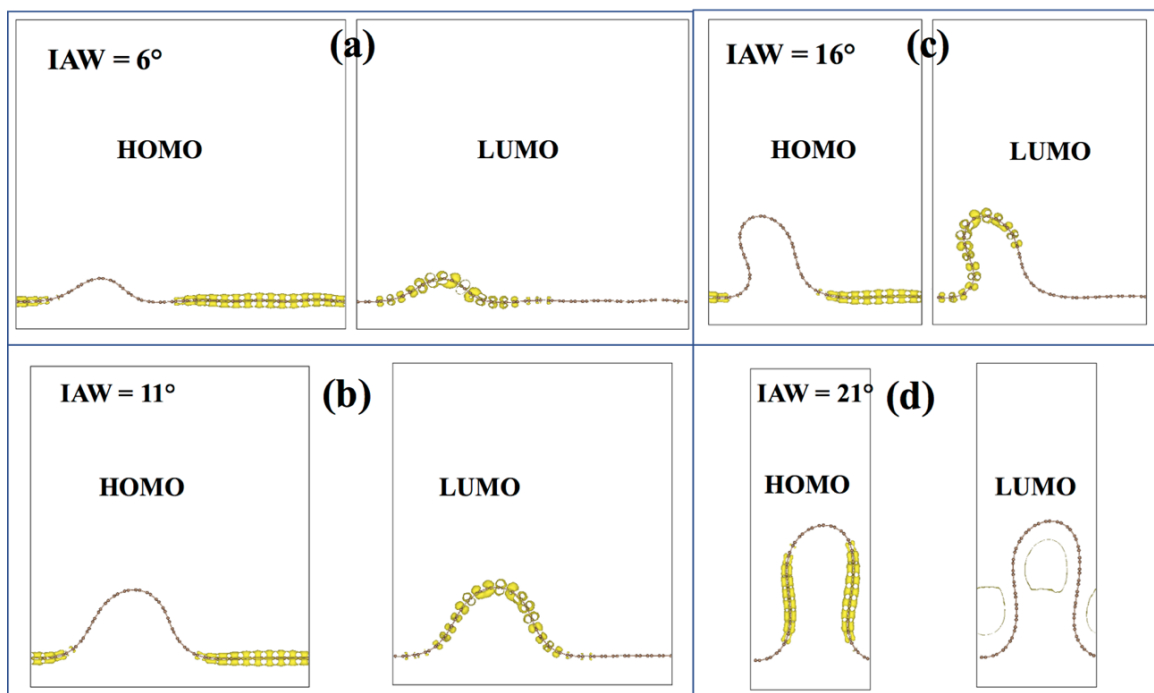 (a)
IAW = 6°
HOMO
LUMO
(c)
IAW = 16°
HOMO
LUMO
(b)
IAW = 11°
HOMO
LUMO
(d)
IAW = 21°
HOMO
LUMO